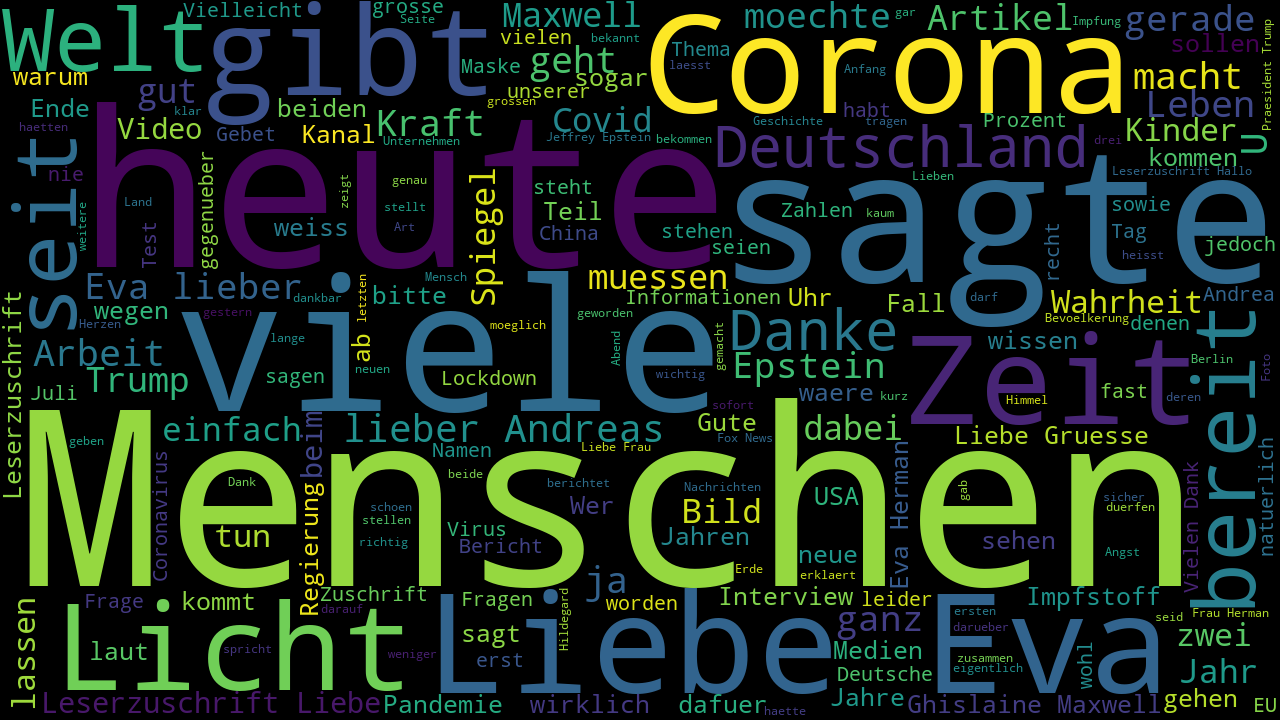 Welt
gibt
Vielleicht
grosse
Seite
Maxwell
moechte
gar
Artikel
Impfung
gerade
vielen
bekannt
Corona
sollen
warum
Maske
geht
Thema
laesst
Anfang
macht
Praesident Trump
gut
sogar
unserer
grossen
habt
Leben
Ende
klar
beiden
Kraft
Covid
Geschichte
tragen
Prozent
Kinder
U
haetten
Video
Gebet
Kanal
Unternehmen
Jeffrey Epstein
bekommen
Deutschland
drei
kommen
seit
nie
heute
sagte
Lieben
Leserzuschrift Hallo
gegenueber
zeigt
genau
steht
Spiegel
weitere
Land
Test
stellt
Art
Teil
China
Zahlen
kaum
sowie
weiss
stehen
seien
recht
Tag
heisst
jedoch
Eva lieber
dankbar
letzten
Mensch
bitte
muessen
Informationen
Uhr
Fall
darf
Wahrheit
Andrea
Leserzuschrift
Herzen
wegen
gestern
viele
moeglich
geworden
Bevoelkerung
denen
bereit
Arbeit
lange
ab
Abend
gemacht
Danke
Zeit
wissen
Trump
sagen
neuen
Lockdown
wichtig
Epstein
Berlin
Foto
Juli
waere
kurz
Himmel
fast
deren
sofort
einfach
beim
lieber Andreas
Gute
dabei
Liebe Gruesse
geben
Menschen
Namen
Liebe Frau
Fox News
Eva Herman
natuerlich
Coronavirus
Dank
beide
berichtet
Nachrichten
USA
gab
sicher
Vielen Dank
Regierung
schoen
stellen
Wer
Bild
duerfen
tun
richtig
Virus
Bericht
Jahren
neue
sehen
Angst
Erde
erklaert
lassen
Frage
kommt
Zuschrift
darauf
Fragen
Hildegard
ja
worden
Interview
leider
Impfstoff
Licht
Liebe
Eva
ganz
ersten
seid
Frau Herman
laut
spricht
weniger
sagt
erst
Medien
darueber
zusammen
eigentlich
wohl
zwei
Deutsche
Jahr
Leserzuschrift Liebe
Pandemie
wirklich
dafuer
haette
Jahre
Ghislaine Maxwell
gehen
EU